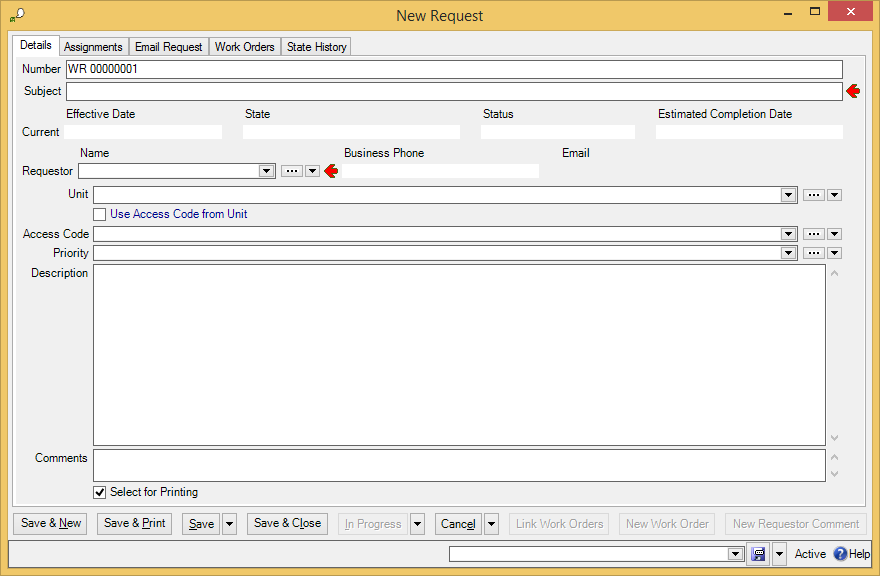 New Request
Details Assignments Email Request Work Orders State History
Number WR 00000001
Subject
Effective Date State Status Estimated Completion Date
Current
Name Business Phone Email
Requestor
Unit
Use Access Code from Unit
Access Code
Priority
Description
Comments
Select for Printing
Save & New Save & Print Save Save & Close In Progress Cancel Link Work Orders New Work Order New Requestor Comment
Active Help